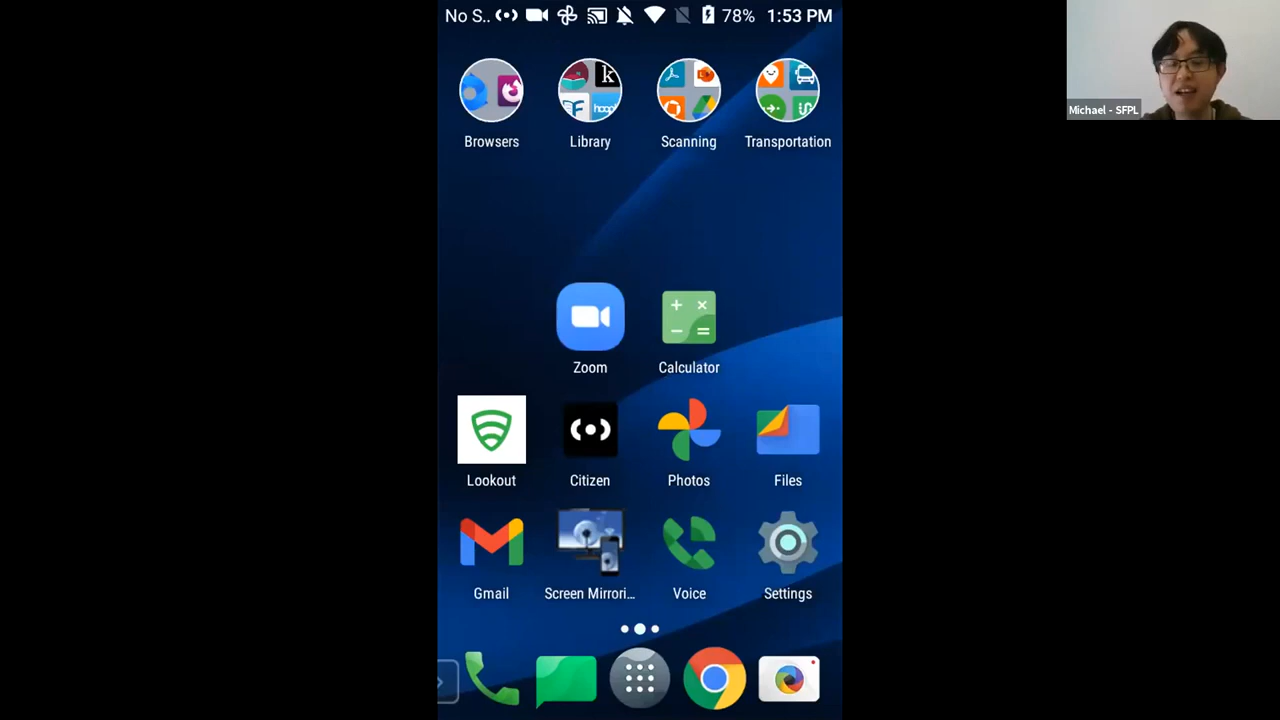 No S.. 78% 1:53 PM
Michael - SFPL
k
hoopl
Browsers Library Scanning Transportation
Zoom Calculator
Lookout Citizen Photos Files
Gmail Screen Mirrori... Voice Settings